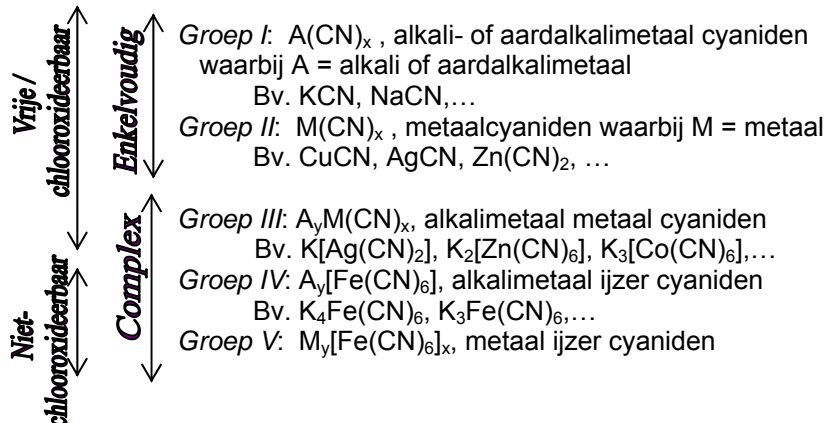 Vrije /
chlooroxideerbaar
Enkelvoudig
Groep I: A(CN)x , alkali- of aardalkalimetaal cyaniden
waarbij A = alkali of aardalkalimetaal
Bv. KCN, NaCN,…
Groep II: M(CN)x , metaalcyaniden waarbij M = metaal
Bv. CuCN, AgCN, Zn(CN)2, …
Niet-
chlooroxideerbaar
Complex
Groep III: AyM(CN)x, alkalimetaal metaal cyaniden
Bv. K[Ag(CN)2], K2[Zn(CN)6], K3[Co(CN)6],…
Groep IV: Ay[Fe(CN)6], alkalimetaal ijzer cyaniden
Bv. K4Fe(CN)6, K3Fe(CN)6,…
Groep V: My[Fe(CN)6]x, metaal ijzer cyaniden